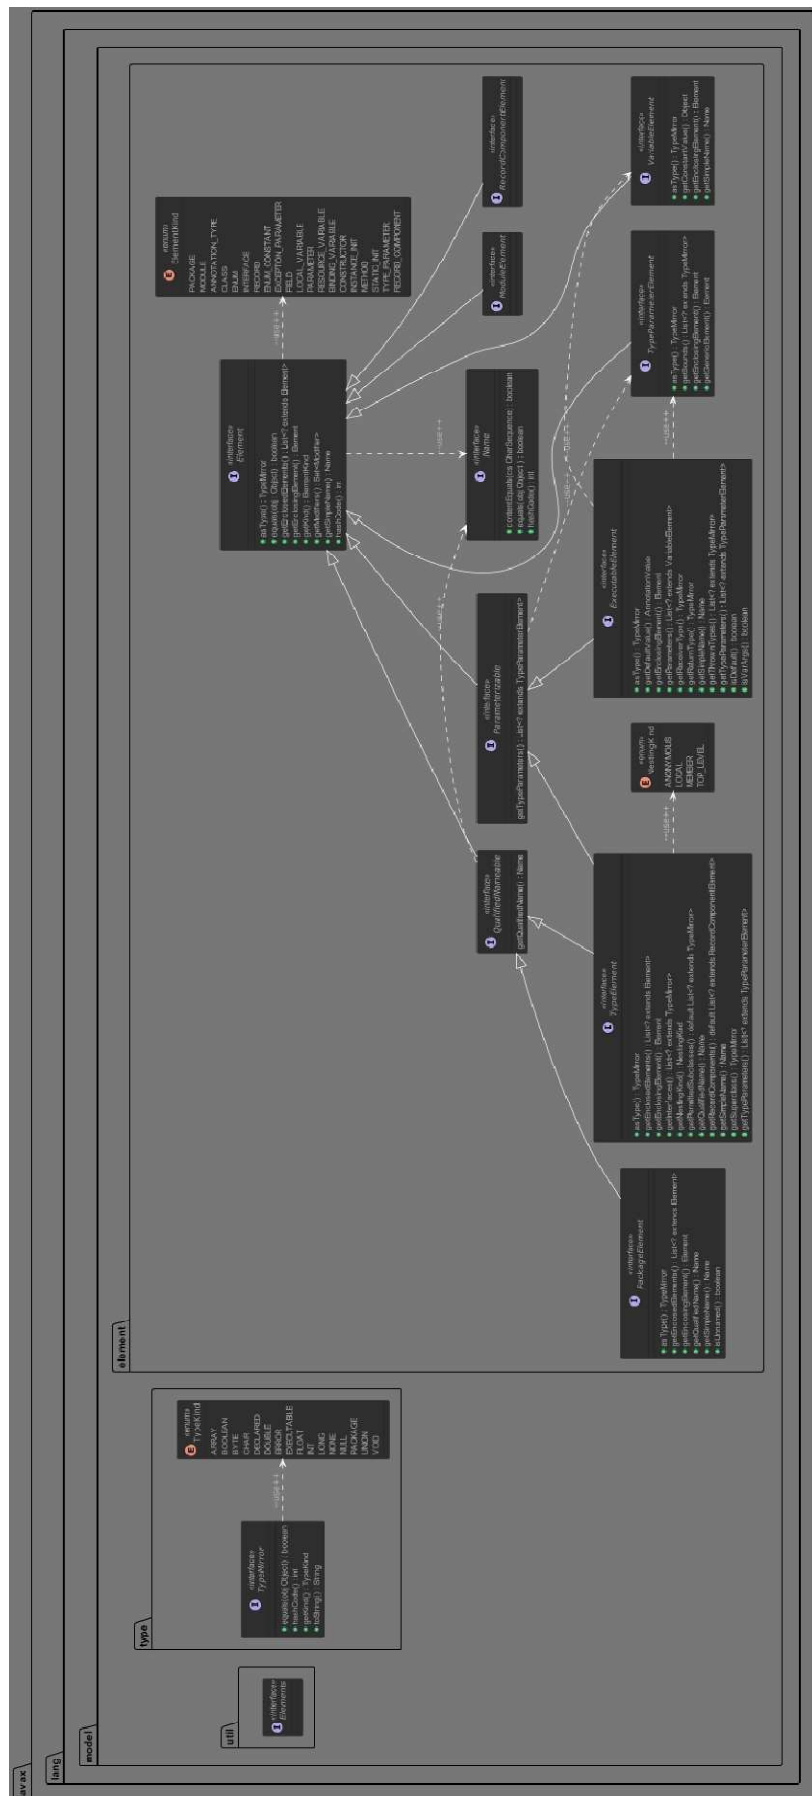 lang
model
util
«interface»
Elements
type
«interface»
TypeMirror
equals(obj Object) : boolean
hashCode() : int
getKind() : TypeKind
toString() : String
«enum»
TypeKind
ARRAY
BOOLEAN
BYTE
CHAR
DECLARED
DOUBLE
ERROR
EXECUTABLE
FLOAT
INT
LONG
NONE
NULL
PACKAGE
UNION
VOID
element
«interface»
Element
asType() : TypeMirror
equals(obj Object) : boolean
getEnclosedElements() : List<? extends Element>
getEnclosingElement() : Element
getKind() : ElementKind
getModifiers() : Set<Modifier>
getSimpleName() : Name
hashCode() : int
«enum»
ElementKind
PACKAGE
MODULE
ANNOTATION_TYPE
CLASS
ENUM
INTERFACE
RECORD
ENUM_CONSTANT
EXCEPTION_PARAMETER
FIELD
LOCAL_VARIABLE
PARAMETER
RESOURCE_VARIABLE
BINDING_VARIABLE
CONSTRUCTOR
INSTANCE_INIT
METHOD
STATIC_INIT
TYPE_PARAMETER
RECORD_COMPONENT
«interface»
QualifiedNameable
getQualifiedName() : Name
«interface»
Parameterizable
getTypeParameters() : List<? extends TypeParameterElement>
«interface»
Name
contentEquals(cs CharSequence) : boolean
equals(obj Object) : boolean
hashCode() : int
«interface»
ModuleElement
«interface»
RecordComponentElement
«interface»
PackageElement
asType() : TypeMirror
getEnclosedElements() : List<? extends Element>
getEnclosingElement() : Element
getQualifiedName() : Name
getSimpleName() : Name
isUnnamed() : boolean
«interface»
TypeElement
asType() : TypeMirror
getEnclosedElements() : List<? extends Element>
getEnclosingElement() : Element
getInterfaces() : List<? extends TypeMirror>
getNestingKind() : NestingKind
getPermittedSubclasses() : default List<? extends TypeMirror>
getQualifiedName() : Name
getRecordComponents() : default List<? extends RecordComponentElement>
getSimpleName() : Name
getSuperclass() : TypeMirror
getTypeParameters() : List<? extends TypeParameterElement>
«enum»
NestingKind
ANONYMOUS
LOCAL
MEMBER
TOP_LEVEL
«interface»
ExecutableElement
asType() : TypeMirror
getDefaultValue() : AnnotationValue
getEnclosingElement() : Element
getParameters() : List<? extends VariableElement>
getReceiverType() : TypeMirror
getReturnType() : TypeMirror
getSimpleName() : Name
getThrownTypes() : List<? extends TypeMirror>
getTypeParameters() : List<? extends TypeParameterElement>
isDefault() : boolean
isVarArgs() : boolean
«interface»
TypeParameterElement
asType() : TypeMirror
getBounds() : List<? extends TypeMirror>
getEnclosingElement() : Element
getGenericElement() : Element
«interface»
VariableElement
asType() : TypeMirror
getConstantValue() : Object
getEnclosingElement() : Element
getSimpleName() : Name